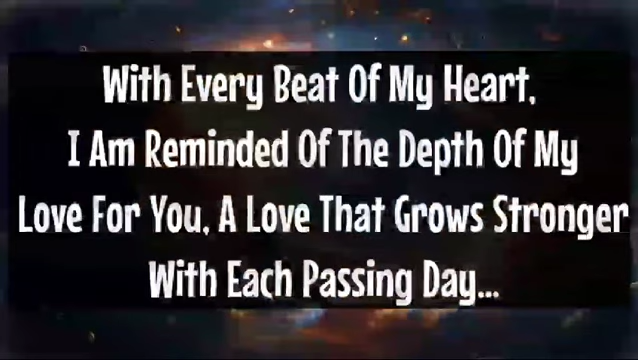 With Every Beat Of My Heart,
I Am Reminded Of The Depth Of My
Love For You, A Love That Grows Stronger
With Each Passing Day...